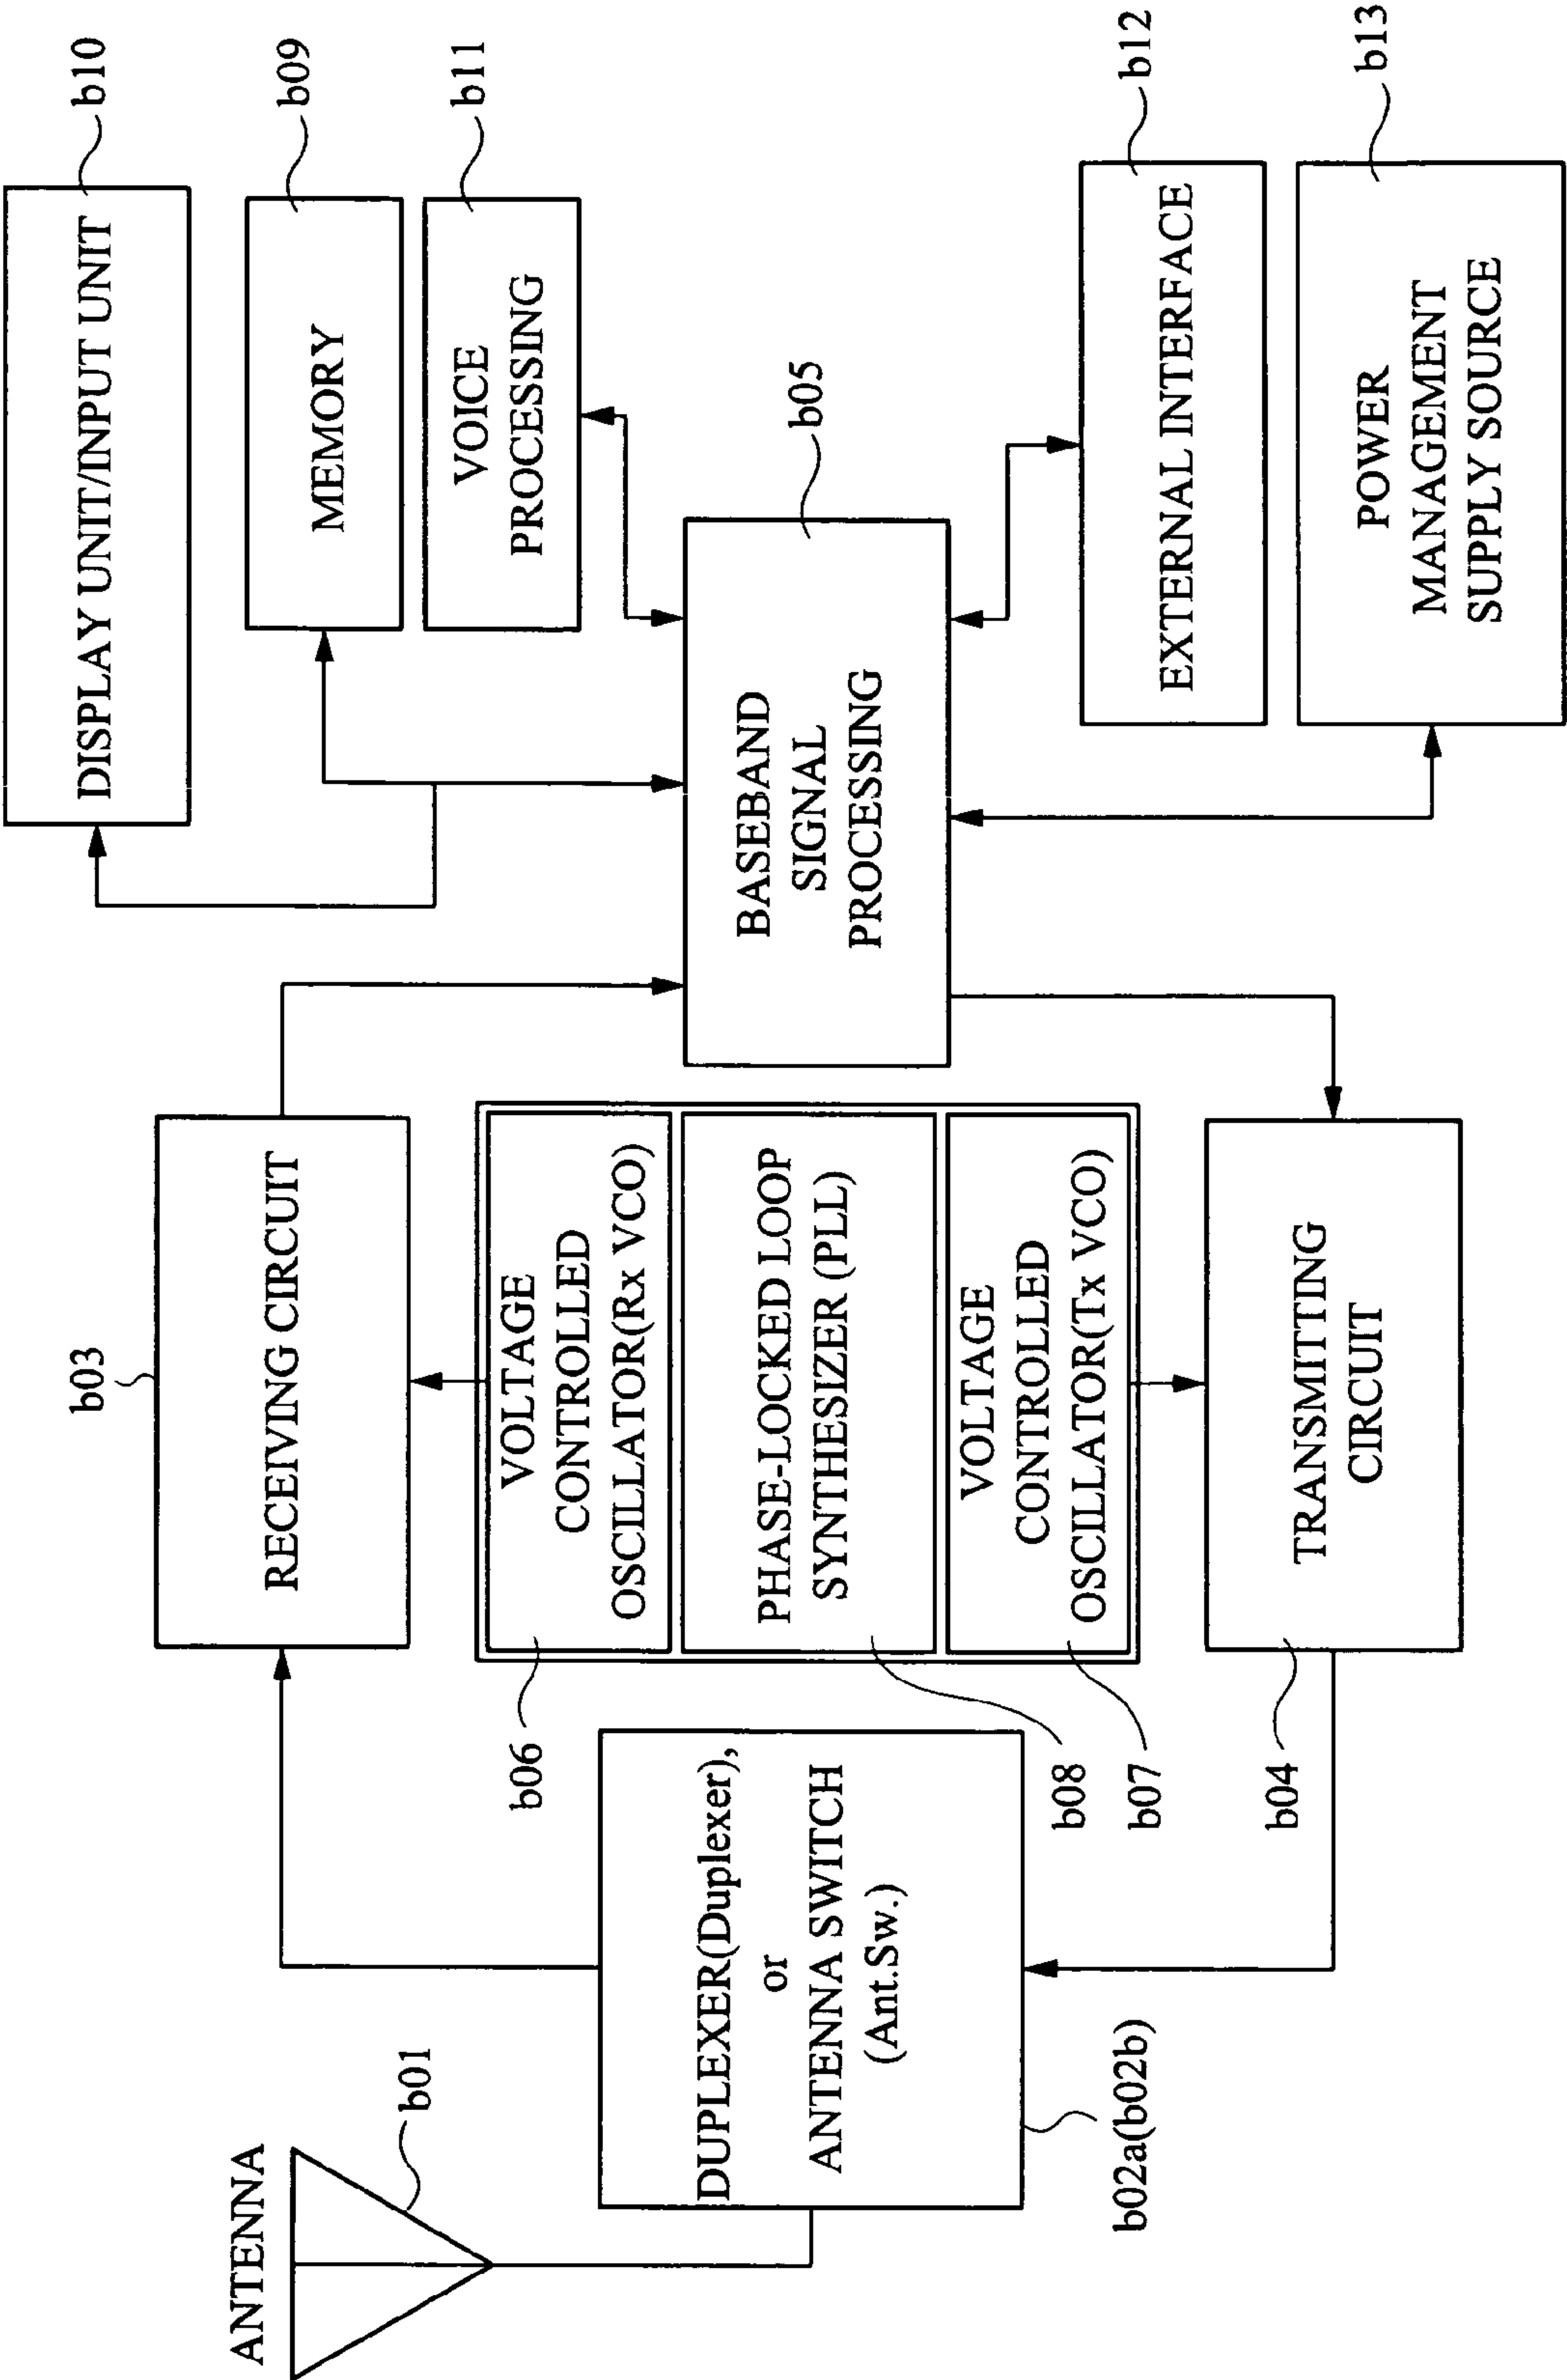 ANTENNA
b01
DUPLEXER(Duplexer),
or
ANTENNA SWITCH
(Ant.Sw.)
b02a(b02b)
b03
RECEIVING CIRCUIT
VOLTAGE
CONTROLLED
OSCILLATOR(Rx VCO)
b06
PHASE-LOCKED LOOP
SYNTHESIZER (PLL)
b08
VOLTAGE
CONTROLLED
OSCILLATOR(Tx VCO)
b07
TRANSMITTING
CIRCUIT
b04
BASEBAND
SIGNAL
PROCESSING
b05
DISPLAY UNIT/INPUT UNIT
b10
MEMORY
b09
VOICE
PROCESSING
b11
EXTERNAL INTERFACE
b12
POWER
MANAGEMENT
SUPPLY SOURCE
b13